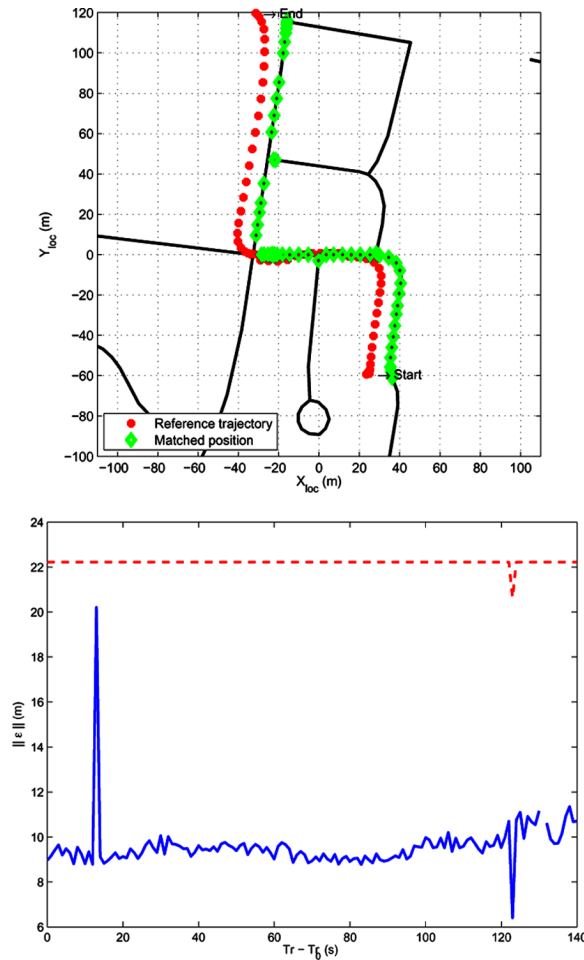 120
100
80
60
40
20
0
−20
−40
−60
−80
−100
Y_loc (m)
End
Start
Reference trajectory
Matched position
−100 −80 −60 −40 −20 0 20 40 60 80 100
X_loc (m)
24
22
20
18
16
14
12
10
8
6
|| ε || (m)
0 20 40 60 80 100 120 140